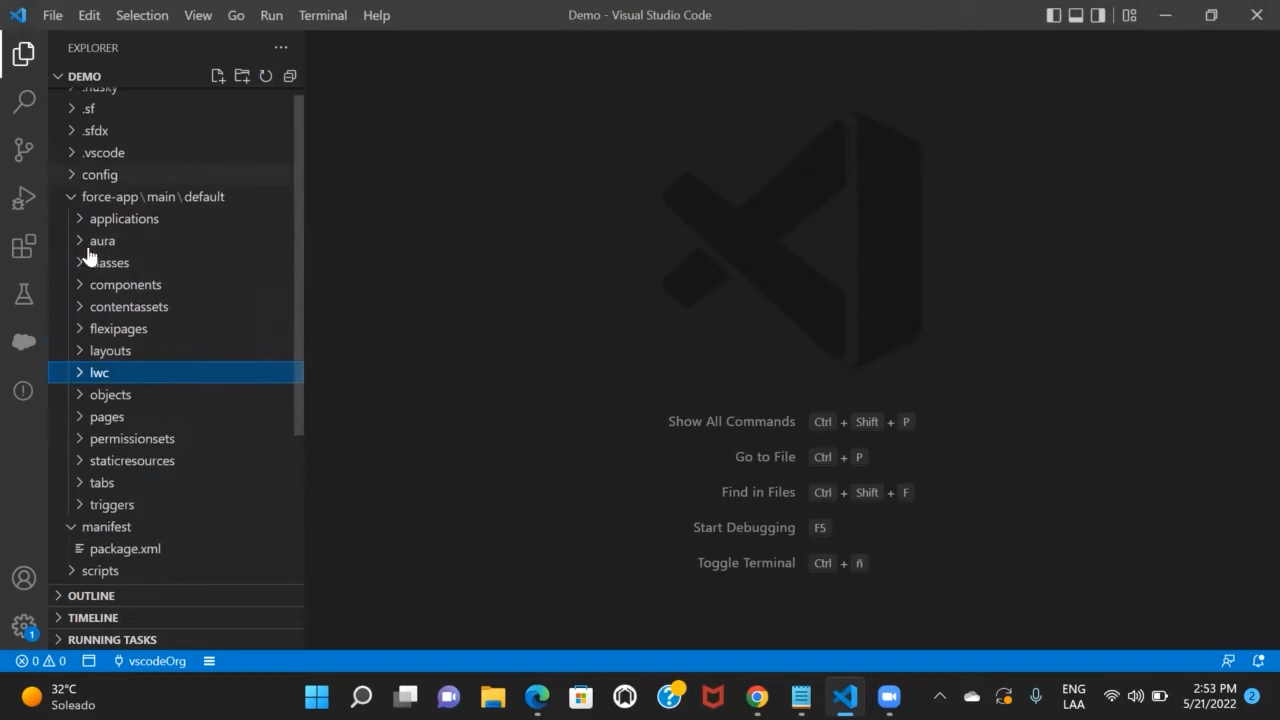 File Edit Selection View Go Run Terminal Help
Demo - Visual Studio Code
EXPLORER
DEMO
.husky
.sf
.sfdx
.vscode
config
force-app\main\default
applications
aura
classes
components
contentassets
flexipages
layouts
lwc
objects
pages
permissionsets
staticresources
tabs
triggers
manifest
package.xml
scripts
OUTLINE
TIMELINE
RUNNING TASKS
Show All Commands Ctrl + Shift + P
Go to File Ctrl + P
Find in Files Ctrl + Shift + F
Start Debugging F5
Toggle Terminal Ctrl + ñ
1
0 0 vscodeOrg
32°C
Soleado
ENG
LAA
2:53 PM
5/21/2022
2